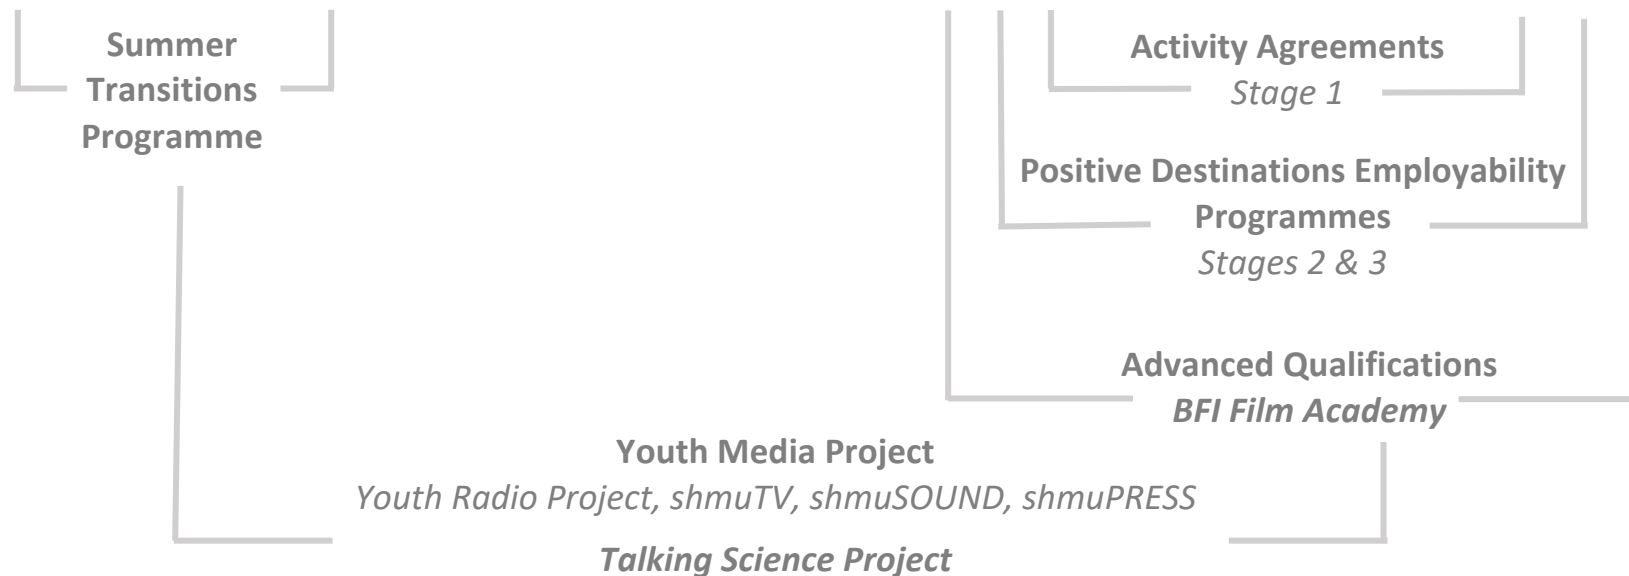 Summer
Transitions
Programme
Activity Agreements
Stage 1
Positive Destinations Employability
Programmes
Stages 2 & 3
Advanced Qualifications
BFI Film Academy
Youth Media Project
Youth Radio Project, shmuTV, shmuSOUND, shmuPRESS
Talking Science Project